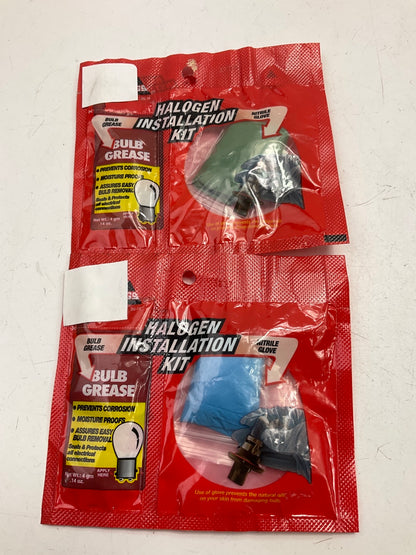 HALOGEN
INSTALLATION
KIT
BULB
GREASE
NITRILE
GLOVE
BULB
GREASE
• PREVENTS CORROSION
• MOISTURE PROOFS
• ASSURES EASY
BULB REMOVAL
Seals & Protects
all electrical
connections
Net Wt.: 4 gm
.14 oz.
HALOGEN
INSTALLATION
KIT
BULB
GREASE
NITRILE
GLOVE
BULB
GREASE
• PREVENTS CORROSION
• MOISTURE PROOFS
• ASSURES EASY
BULB REMOVAL
Seals & Protects
all electrical
connections
Net Wt.: 4 gm
.14 oz.
APPLY
HERE
Use of glove prevents the natural oils
on your skin from damaging bulb.